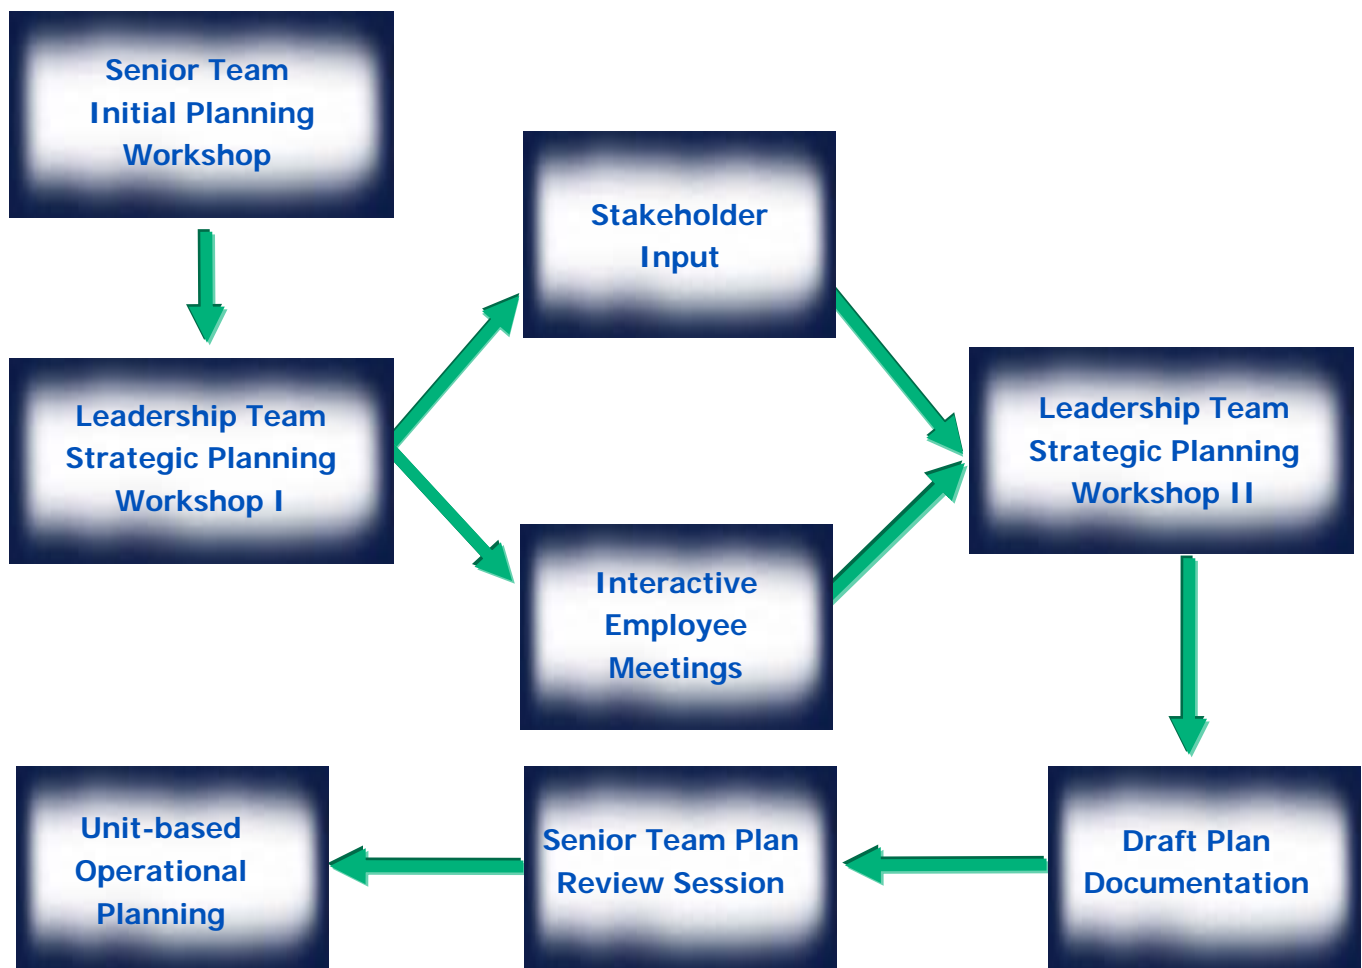 Senior Team
Initial Planning
Workshop
Stakeholder
Input
Leadership Team
Strategic Planning
Workshop I
Leadership Team
Strategic Planning
Workshop II
Interactive
Employee
Meetings
Unit-based
Operational
Planning
Senior Team Plan
Review Session
Draft Plan
Documentation